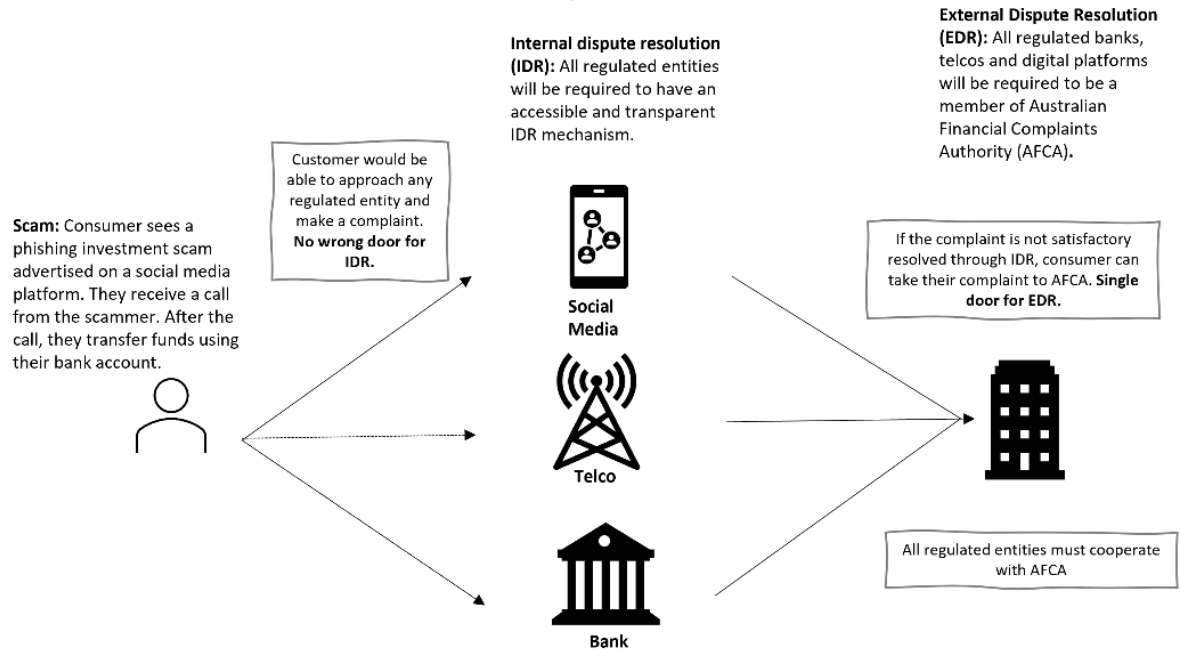 Scam: Consumer sees a
phishing investment scam
advertised on a social media
platform. They receive a call
from the scammer. After the
call, they transfer funds using
their bank account.
Customer would be
able to approach any
regulated entity and
make a complaint.
No wrong door for
IDR.
Internal dispute resolution
(IDR): All regulated entities
will be required to have an
accessible and transparent
IDR mechanism.
Social
Media
Telco
Bank
External Dispute Resolution
(EDR): All regulated banks,
telcos and digital platforms
will be required to be a
member of Australian
Financial Complaints
Authority (AFCA).
If the complaint is not satisfactory
resolved through IDR, consumer can
take their complaint to AFCA. Single
door for EDR.
All regulated entities must cooperate
with AFCA